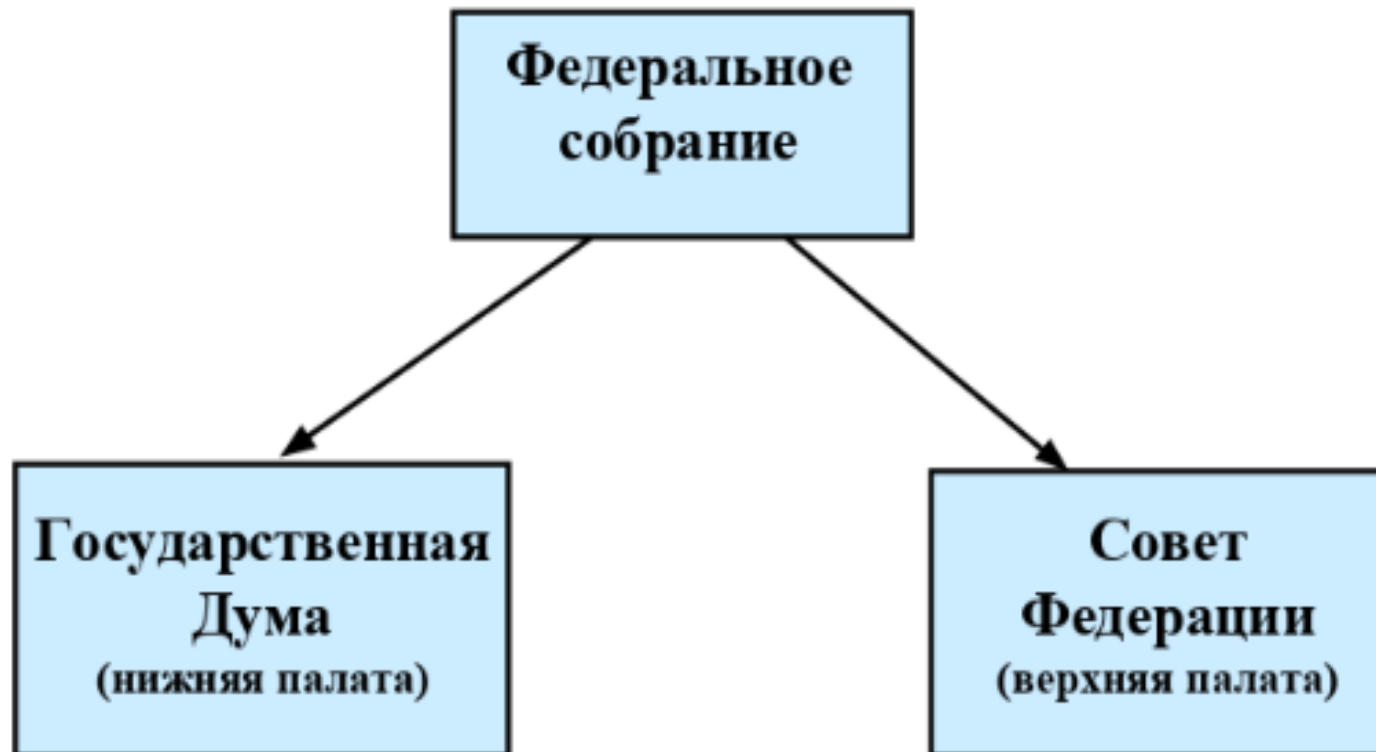 Федеральное
собрание
Государственная
Дума
(нижняя палата)
Совет
Федерации
(верхняя палата)